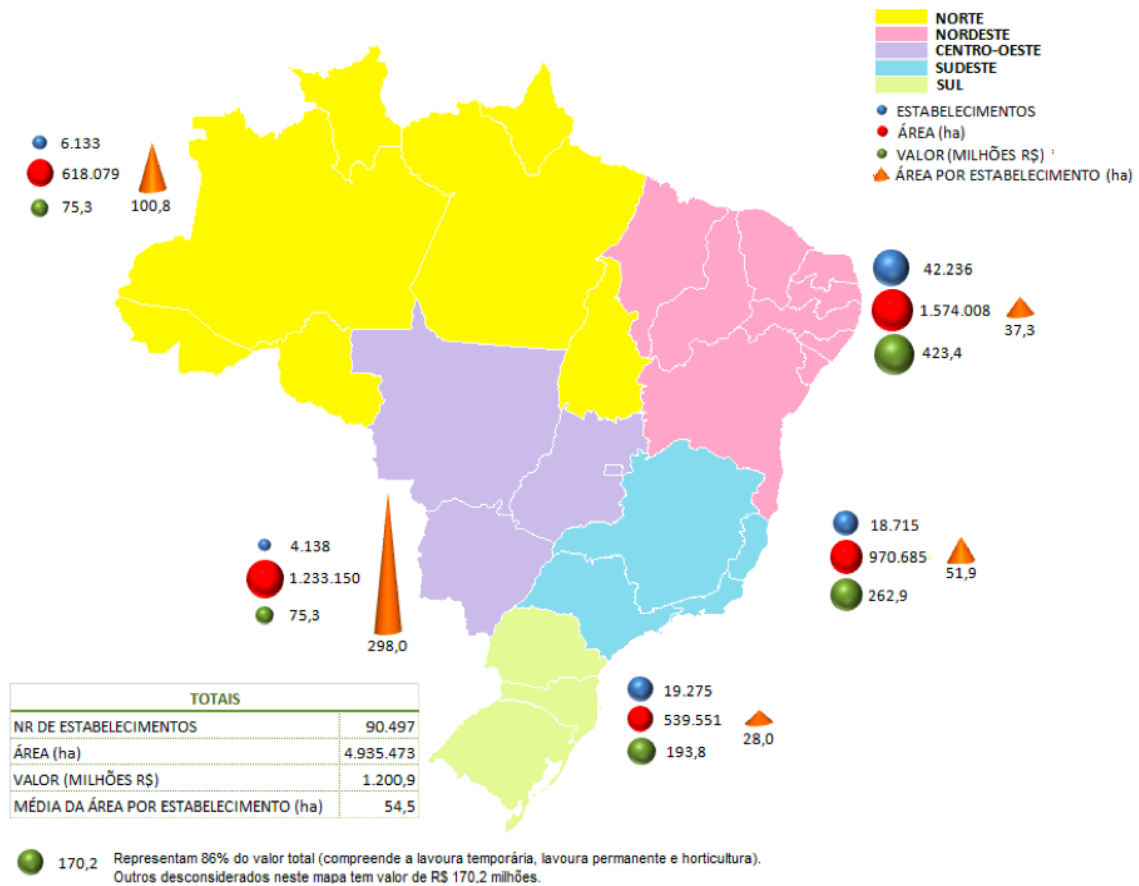 NORTE
NORDESTE
CENTRO-OESTE
SUDESTE
SUL
ESTABELECIMENTOS
ÁREA (ha)
VALOR (MILHÕES R$) :
ÁREA POR ESTABELECIMENTO (ha)
6.133
618.079
75,3
100,8
42.236
1.574.008
423,4
37,3
18.715
970.685
262,9
51,9
4.138
1.233.150
75,3
298,0
19.275
539.551
193,8
28,0
TOTAIS
NR DE ESTABELECIMENTOS 90.497
ÁREA (ha) 4.935.473
VALOR (MILHÕES R$) 1.200,9
MÉDIA DA ÁREA POR ESTABELECIMENTO (ha) 54,5
170,2 Representam 86% do valor total (compreende a lavoura temporária, lavoura permanente e horticultura).
Outros desconsiderados neste mapa tem valor de R$ 170,2 milhões.